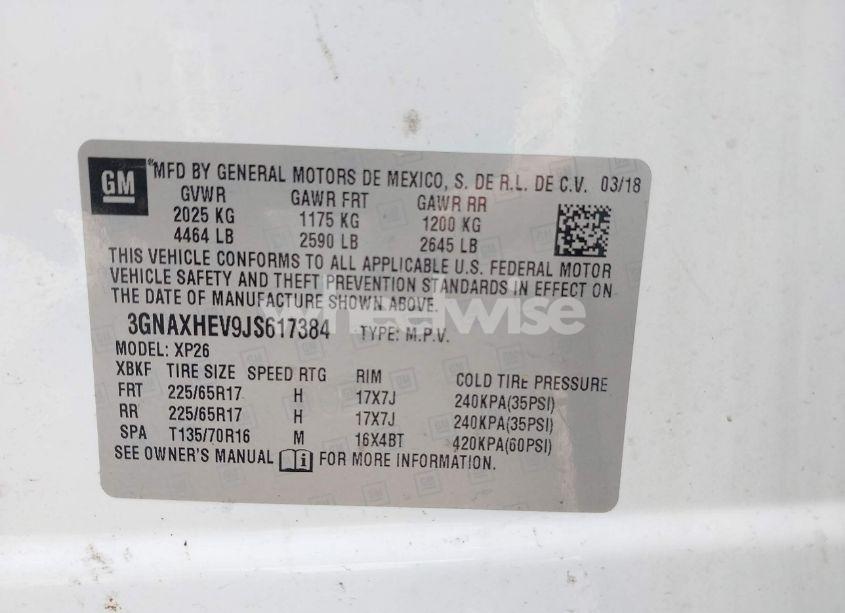 GM
® MFD BY GENERAL MOTORS DE MEXICO, S. DE R.L. DE C.V. 03/18
GVWR GAWR FRT GAWR RR
2025 KG 1175 KG 1200 KG
4464 LB 2590 LB 2645 LB
THIS VEHICLE CONFORMS TO ALL APPLICABLE U.S. FEDERAL MOTOR
VEHICLE SAFETY AND THEFT PREVENTION STANDARDS IN EFFECT ON
THE DATE OF MANUFACTURE SHOWN ABOVE.
wheelwise
3GNAXHEV9JS617384 TYPE: M.P.V.
MODEL: XP26
XBKF TIRE SIZE SPEED RTG RIM COLD TIRE PRESSURE
FRT 225/65R17 H 17X7J 240KPA(35PSI)
RR 225/65R17 H 17X7J 240KPA(35PSI)
SPA T135/70R16 M 16X4BT 420KPA(60PSI)
SEE OWNER'S MANUAL i FOR MORE INFORMATION.